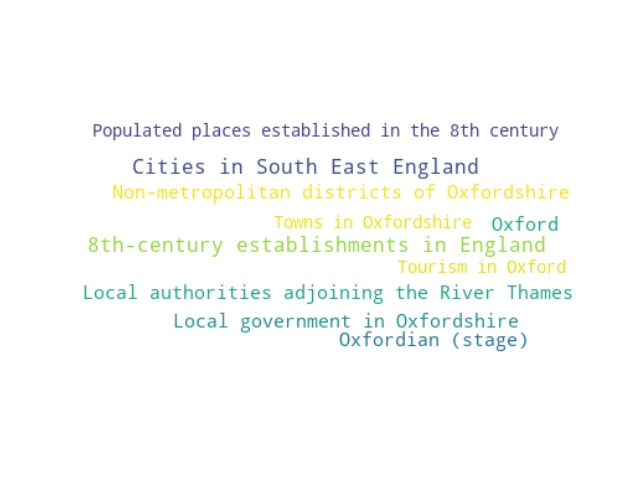 Populated places established in the 8th century
Cities in South East England
Non-metropolitan districts of Oxfordshire
Towns in Oxfordshire
Oxford
8th-century establishments in England
Tourism in Oxford
Local authorities adjoining the River Thames
Local government in Oxfordshire
Oxfordian (stage)